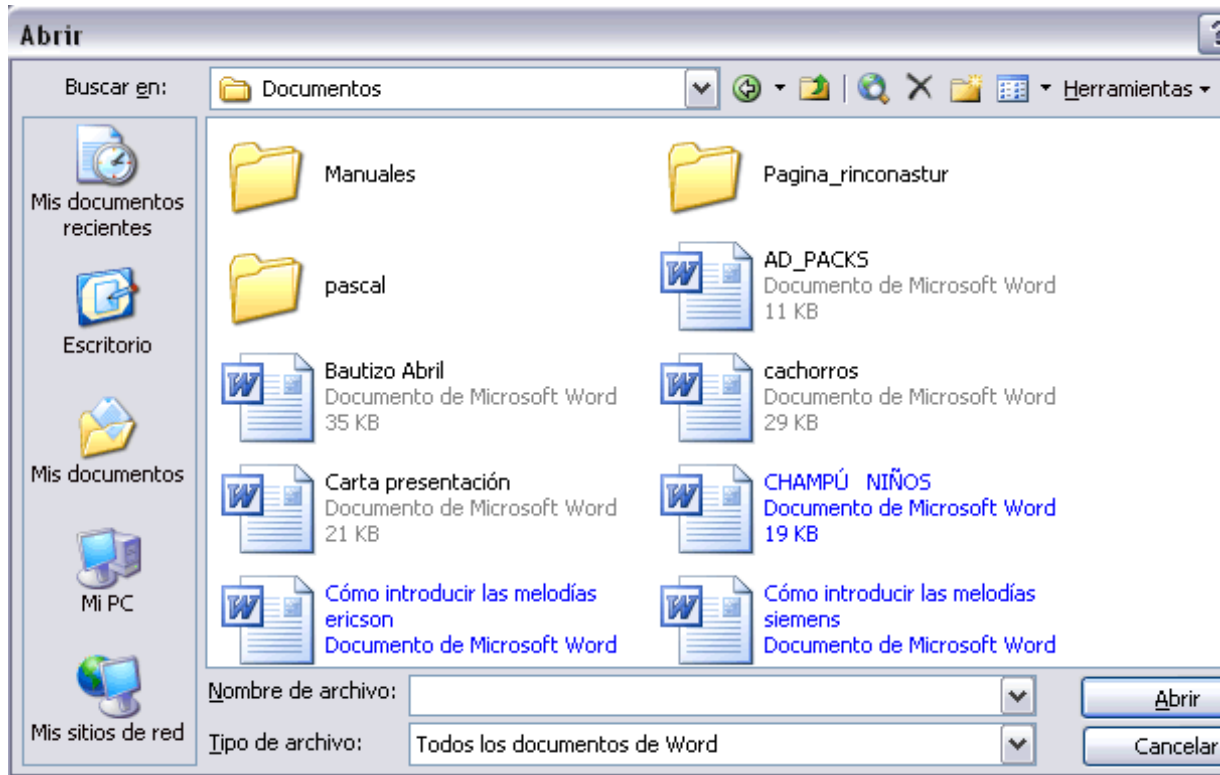 Abrir
Buscar en:
Documentos
Herramientas
Mis documentos
recientes
Escritorio
Mis documentos
Mi PC
Mis sitios de red
Manuales
Pagina_rinconastur
pascal
AD_PACKS
Documento de Microsoft Word
11 KB
Bautizo Abril
Documento de Microsoft Word
35 KB
cachorros
Documento de Microsoft Word
29 KB
Carta presentación
Documento de Microsoft Word
21 KB
CHAMPÚ NIÑOS
Documento de Microsoft Word
19 KB
Cómo introducir las melodías
ericson
Documento de Microsoft Word
Cómo introducir las melodías
siemens
Documento de Microsoft Word
Nombre de archivo:
Abrir
Tipo de archivo:
Todos los documentos de Word
Cancelar